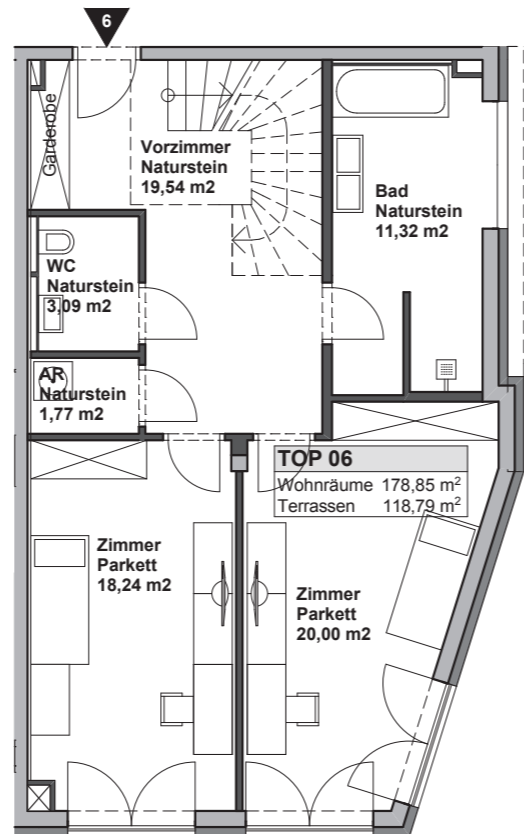 6
Garderobe
Vorzimmer
Naturstein
19,54 m2
Bad
Naturstein
11,32 m2
WC
Naturstein
3,09 m2
AR
Naturstein
1,77 m2
TOP 06
Wohnräume 178,85 m²
Terrassen 118,79 m²
Zimmer
Parkett
18,24 m2
Zimmer
Parkett
20,00 m2